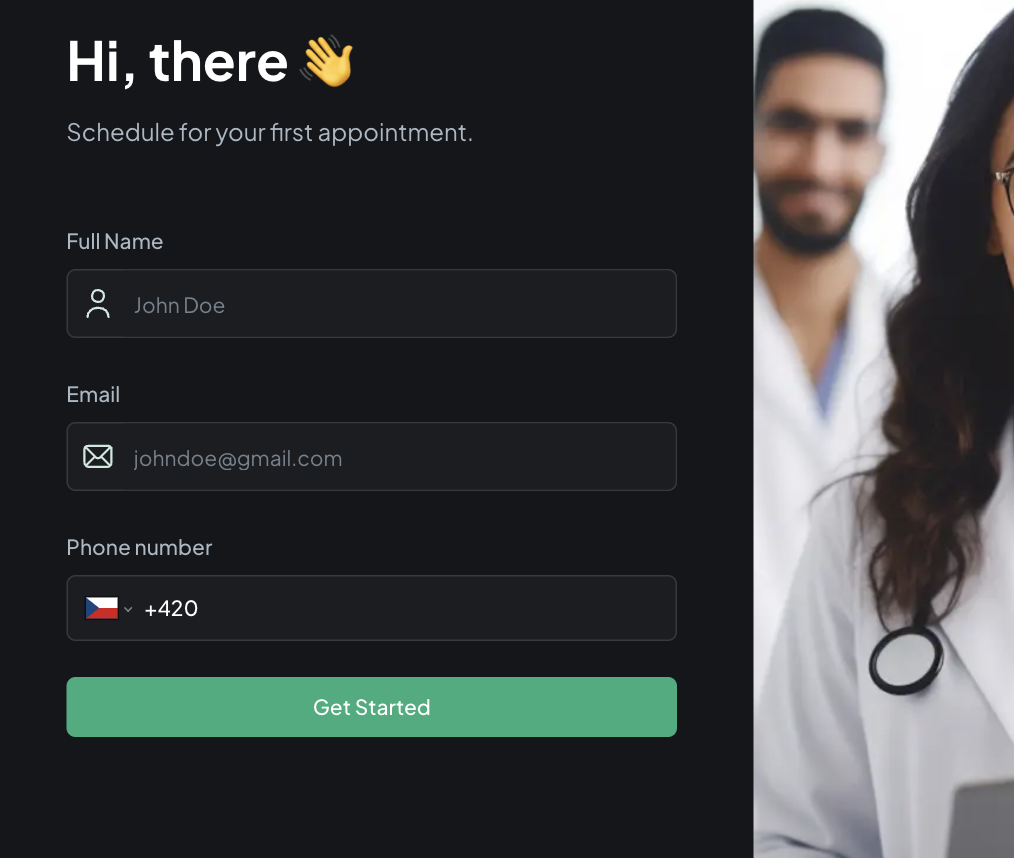 Hi, there 👋
Schedule for your first appointment.
Full Name
John Doe
Email
johndoe@gmail.com
Phone number
+420
Get Started